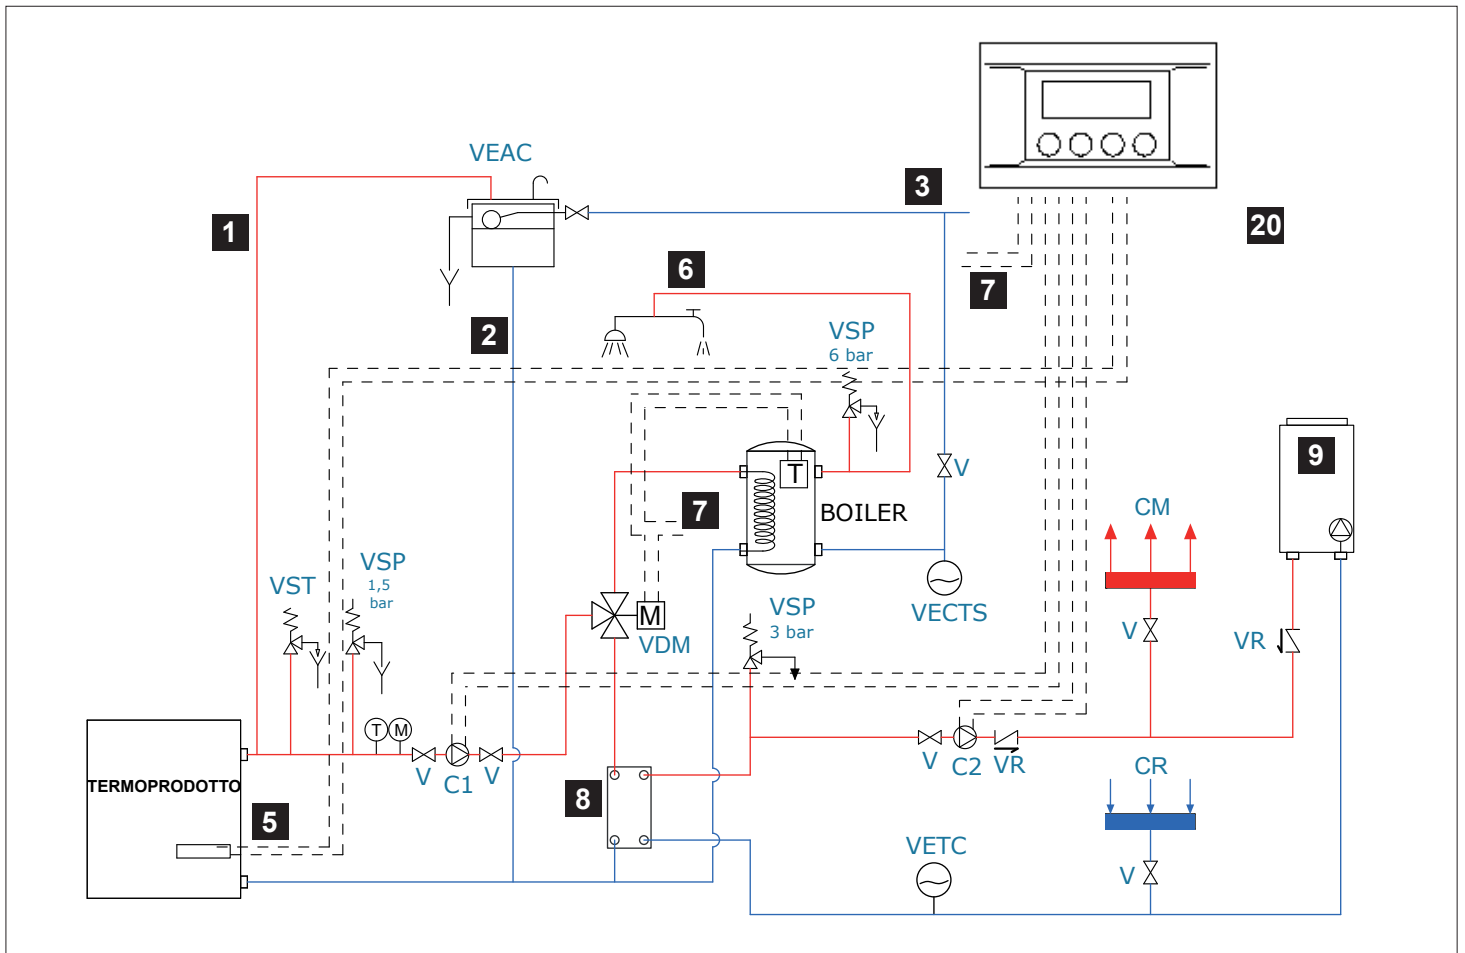 VEAC
3
1
20
6
7
2
VSP
6 bar
9
T
CM
7
BOILER
V
VST
VSP
1,5
bar
VSP
3 bar
VECTS
M
VDM
V
VR
T
M
V
C1
V
V
C2
VR
CR
TERMOPRODOTTO
8
5
VETC
V